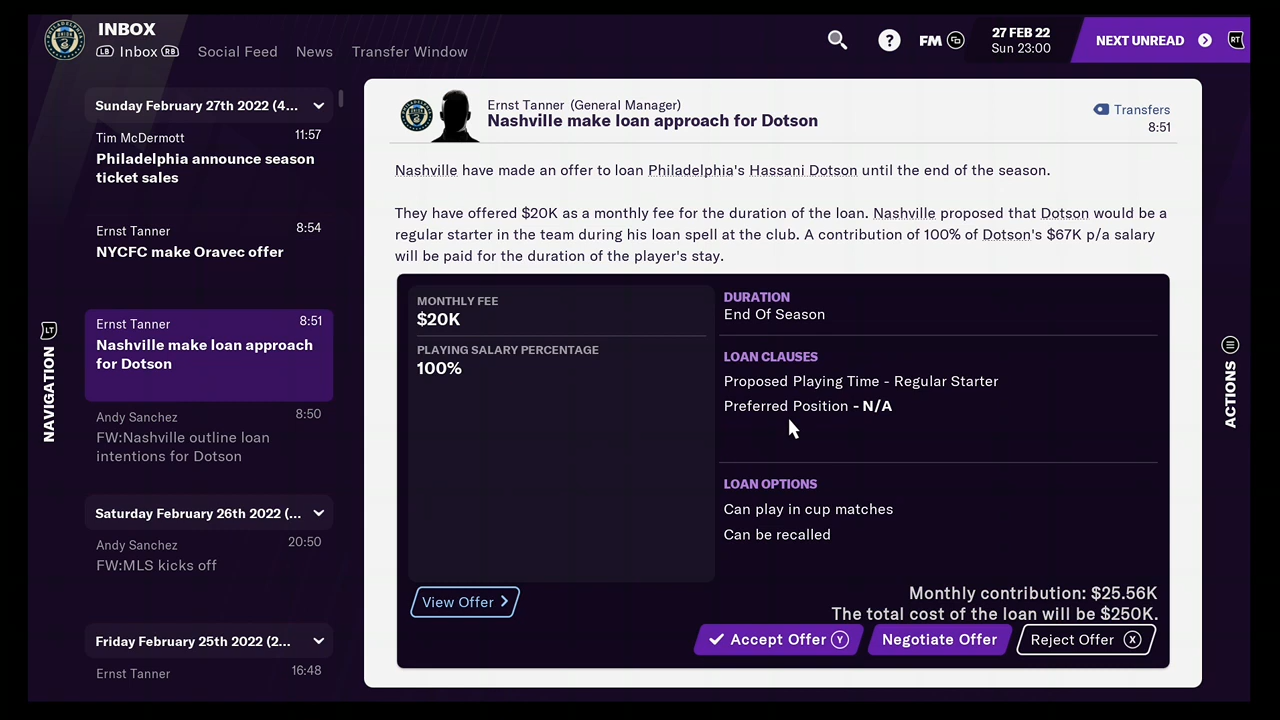 INBOX
LB Inbox RB Social Feed News Transfer Window
FM
27 FEB 22
Sun 23:00
NEXT UNREAD RT
Sunday February 27th 2022 (4...
Tim McDermott 11:57
Philadelphia announce season
ticket sales
Ernst Tanner 8:54
NYCFC make Oravec offer
Ernst Tanner 8:51
Nashville make loan approach
for Dotson
Andy Sanchez 8:50
FW:Nashville outline loan
intentions for Dotson
Saturday February 26th 2022 (...
Andy Sanchez 20:50
FW:MLS kicks off
Friday February 25th 2022 (2...
Ernst Tanner 16:48
LT
NAVIGATION
Ernst Tanner (General Manager)
Nashville make loan approach for Dotson
Transfers
8:51
Nashville have made an offer to loan Philadelphia's Hassani Dotson until the end of the season.
They have offered $20K as a monthly fee for the duration of the loan. Nashville proposed that Dotson would be a
regular starter in the team during his loan spell at the club. A contribution of 100% of Dotson's $67K p/a salary
will be paid for the duration of the player's stay.
MONTHLY FEE
$20K
PLAYING SALARY PERCENTAGE
100%
DURATION
End Of Season
LOAN CLAUSES
Proposed Playing Time - Regular Starter
Preferred Position - N/A
LOAN OPTIONS
Can play in cup matches
Can be recalled
View Offer
Monthly contribution: $25.56K
The total cost of the loan will be $250K.
Accept Offer Y
Negotiate Offer
Reject Offer X
ACTIONS